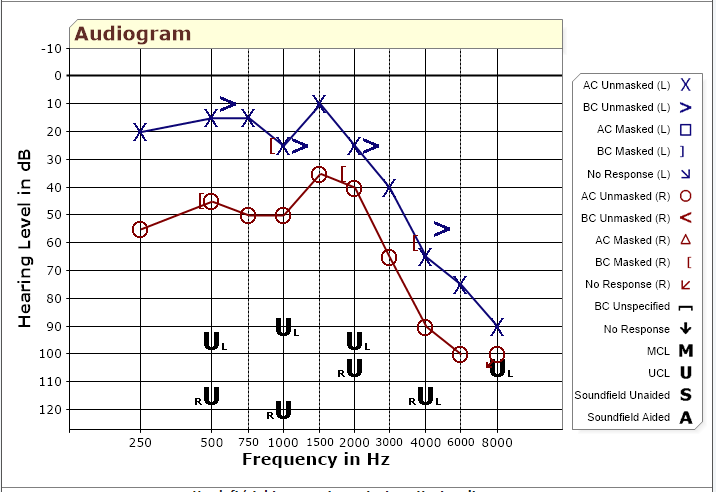 Audiogram
Hearing Level in dB
-10
0
10
20
30
40
50
60
70
80
90
100
110
120
U L
U L
U L
R U
U L
R U
R U
R U L
250 500 750 1000 1500 2000 3000 4000 6000 8000
Frequency in Hz
AC Unmasked (L) X
BC Unmasked (L) >
AC Masked (L) □
BC Masked (L) ]
No Response (L) ↘
AC Unmasked (R) O
BC Unmasked (R) <
AC Masked (R) △
BC Masked (R) [
No Response (R) ↙
BC Unspecified
No Response ↓
MCL M
UCL U
Soundfield Unaided S
Soundfield Aided A